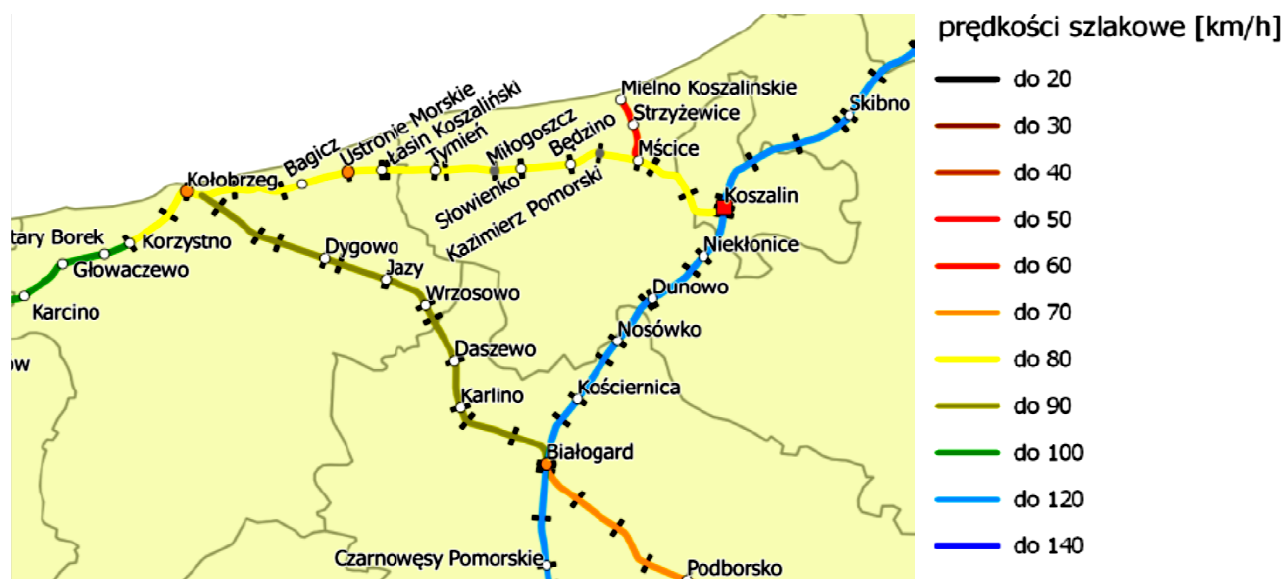 prędkości szlakowe [km/h]
do 20
do 30
do 40
do 50
do 60
do 70
do 80
do 90
do 100
do 120
do 140
Mielno Koszalińskie
Strzyżewice
Mścice
Skibno
Ustronie Morskie
Łasin Koszaliński
Tymień
Miłogoszcz
Będzino
Bagicz
Kołobrzeg
Słowienko
Kazimierz Pomorski
Koszalin
tary Borek
Korzystno
Głowaczewo
Karcino
Dygowo
Jazy
Wrzosowo
Daszewo
Karlino
Niekłonice
Dunowo
Nosówko
Kościernica
Białogard
ow
Czarnowęsy Pomorskie
Podborsko